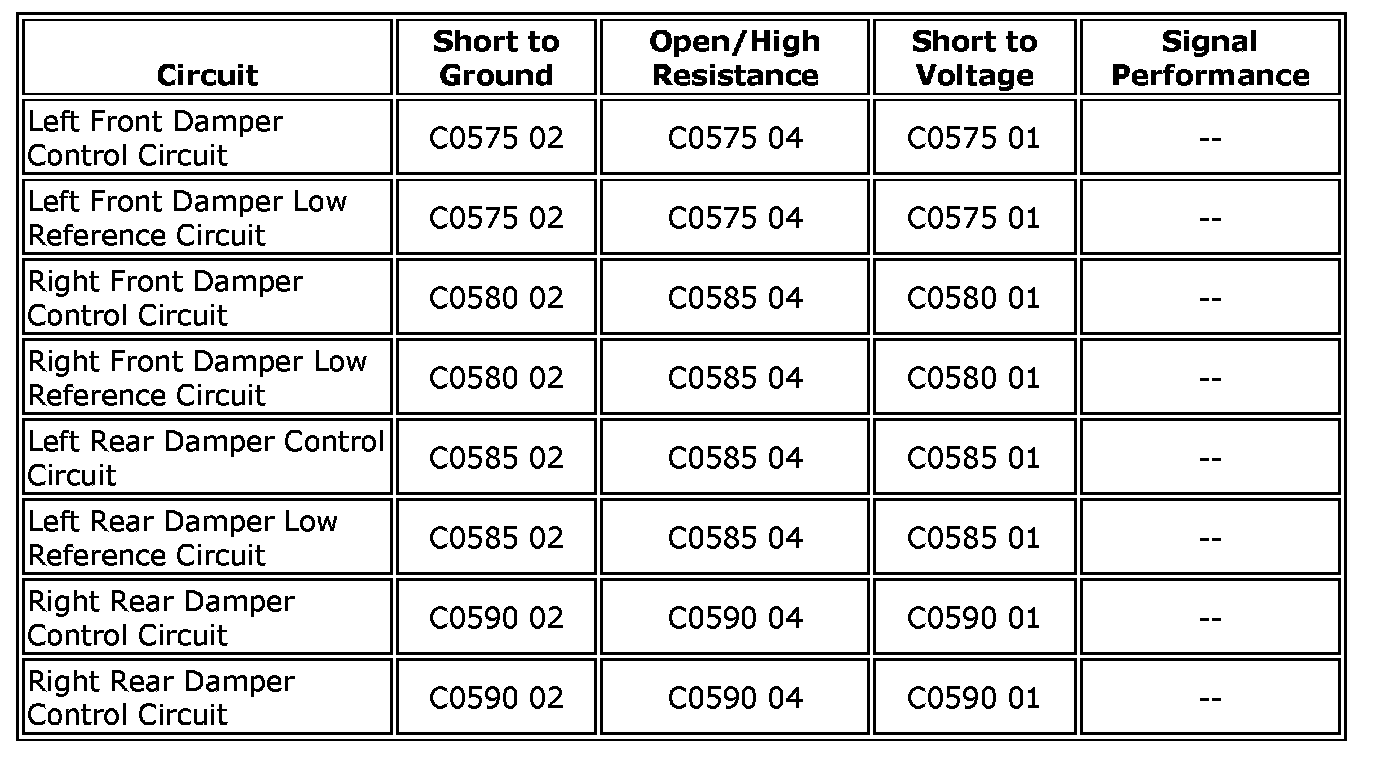 Circuit Short to Ground Open/High Resistance Short to Voltage Signal Performance
Left Front Damper Control Circuit C0575 02 C0575 04 C0575 01 --
Left Front Damper Low Reference Circuit C0575 02 C0575 04 C0575 01 --
Right Front Damper Control Circuit C0580 02 C0585 04 C0580 01 --
Right Front Damper Low Reference Circuit C0580 02 C0585 04 C0580 01 --
Left Rear Damper Control Circuit C0585 02 C0585 04 C0585 01 --
Left Rear Damper Low Reference Circuit C0585 02 C0585 04 C0585 01 --
Right Rear Damper Control Circuit C0590 02 C0590 04 C0590 01 --
Right Rear Damper Control Circuit C0590 02 C0590 04 C0590 01 --